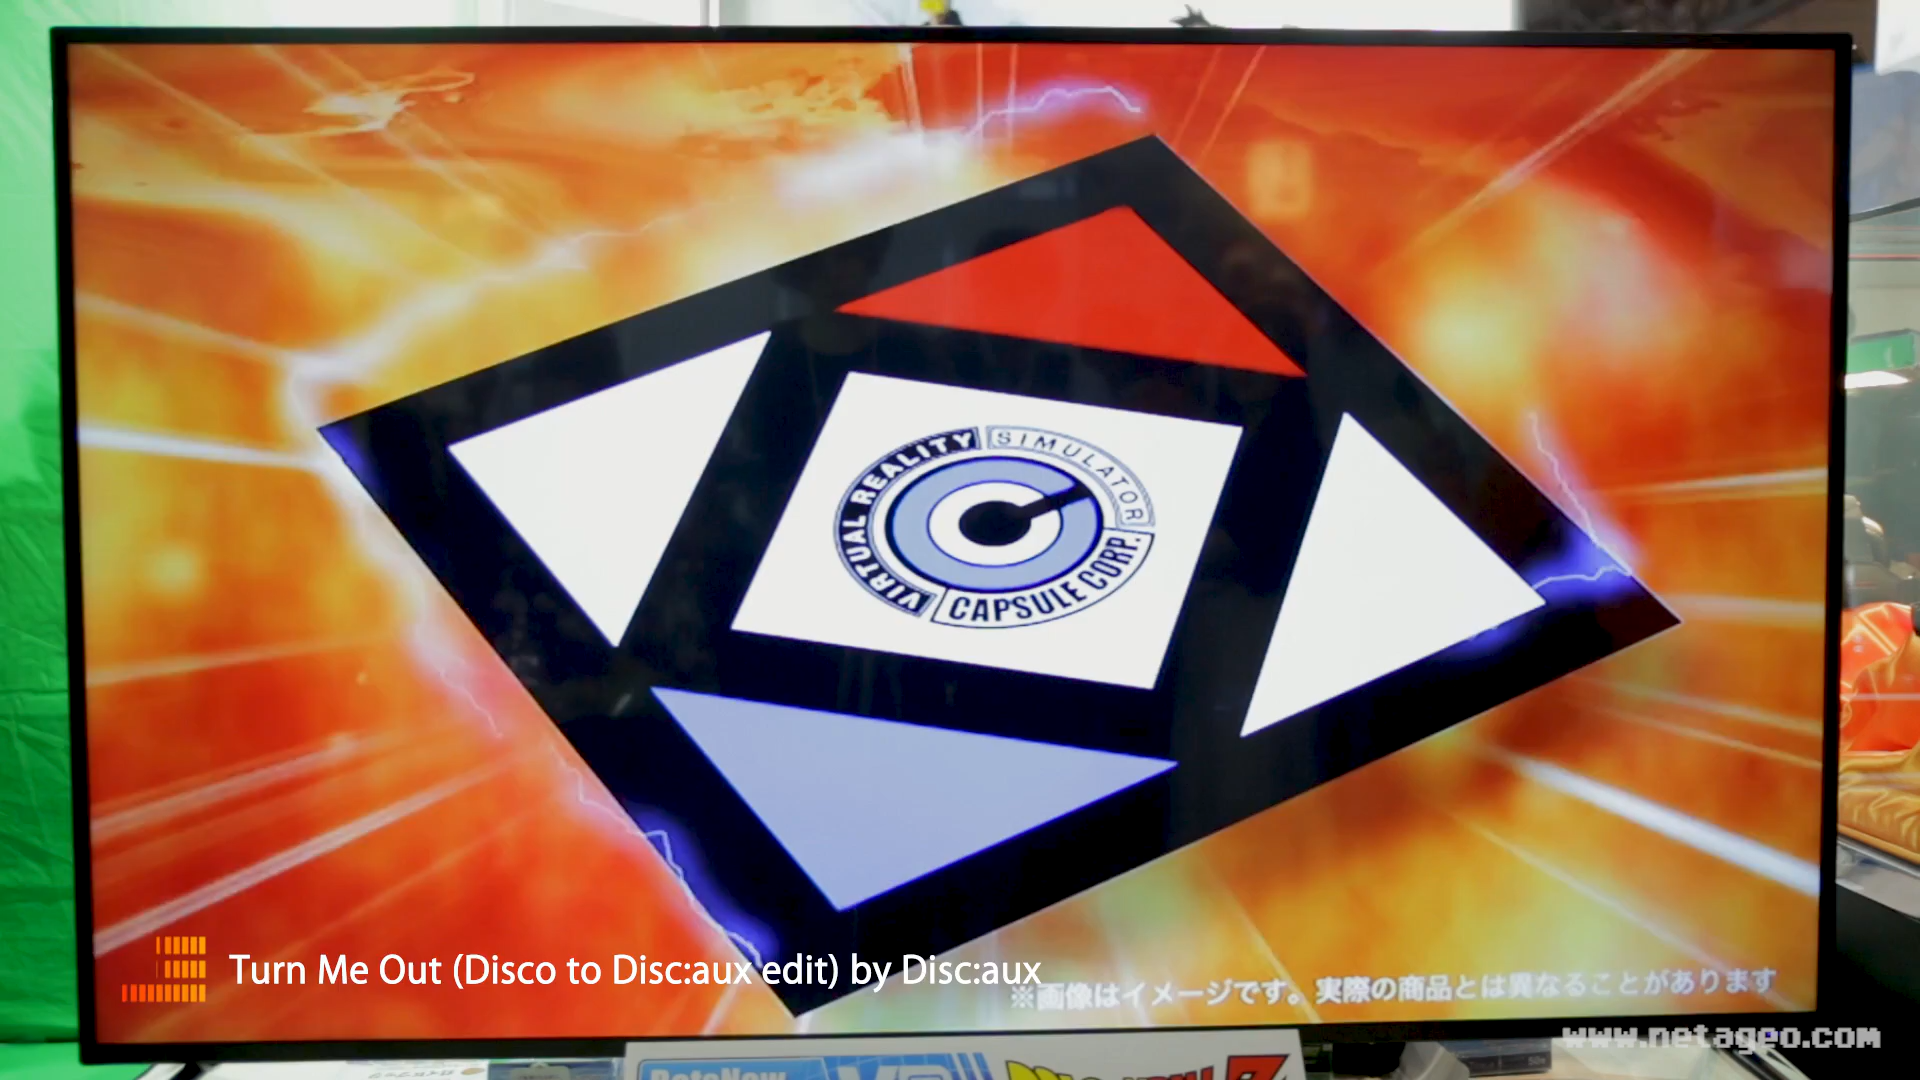 VIRTUAL REALITY
SIMULATOR
CAPSULE CORP.
Turn Me Out (Disco to Disc:aux edit) by Disc:aux
※画像はイメージです。実際の商品とは異なることがあります
www.netageo.com
VR